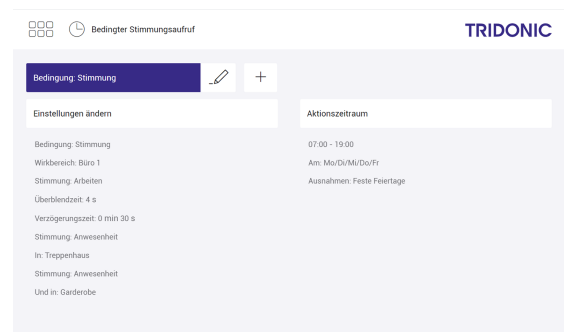 Bedingter Stimmungsaufruf
TRIDONIC
Bedingung: Stimmung
Einstellungen ändern
Bedingung: Stimmung
Wirkbereich: Büro 1
Stimmung: Arbeiten
Überblendzeit: 4 s
Verzögerungszeit: 0 min 30 s
Stimmung: Anwesenheit
In: Treppenhaus
Stimmung: Anwesenheit
Und in: Garderobe
Aktionszeitraum
07:00 - 19:00
Am: Mo/Di/Mi/Do/Fr
Ausnahmen: Feste Feiertage